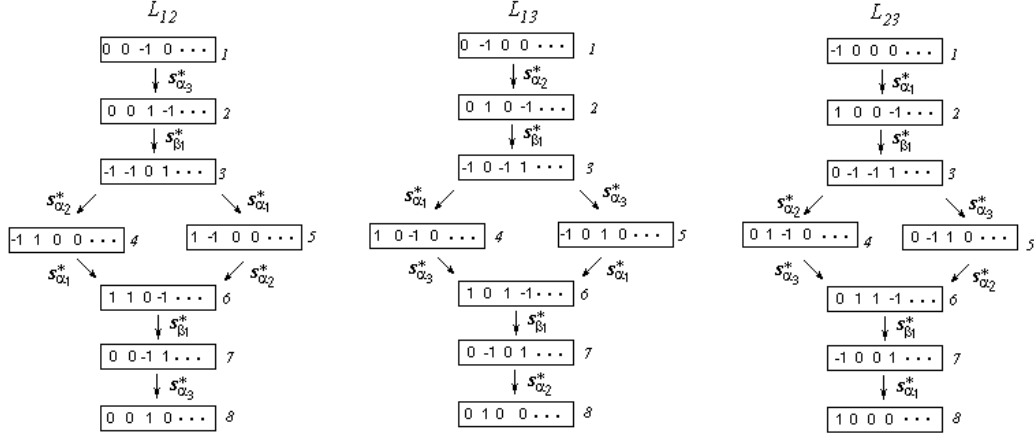 L12 L13 L23
0 0 -1 0 • • • 1 0 -1 0 0 • • • 1 -1 0 0 0 • • • 1
s*α3 s*α2 s*α1
0 0 1 -1 • • • 2 0 1 0 -1 • • • 2 1 0 0 -1 • • • 2
s*β1 s*β1 s*β1
-1 -1 0 1 • • • 3 -1 0 -1 1 • • • 3 0 -1 -1 1 • • • 3
s*α2 s*α1 s*α1 s*α3 s*α2 s*α3
-1 1 0 0 • • • 4 1 -1 0 0 • • • 5 1 0 -1 0 • • • 4 -1 0 1 0 • • • 5 0 1 -1 0 • • • 4 0 -1 1 0 • • • 5
s*α1 s*α2 s*α3 s*α1 s*α3 s*α2
1 1 0 -1 • • • 6 1 0 1 -1 • • • 6 0 1 1 -1 • • • 6
s*β1 s*β1 s*β1
0 0 -1 1 • • • 7 0 -1 0 1 • • • 7 -1 0 0 1 • • • 7
s*α3 s*α2 s*α1
0 0 1 0 • • • 8 0 1 0 0 • • • 8 1 0 0 0 • • • 8